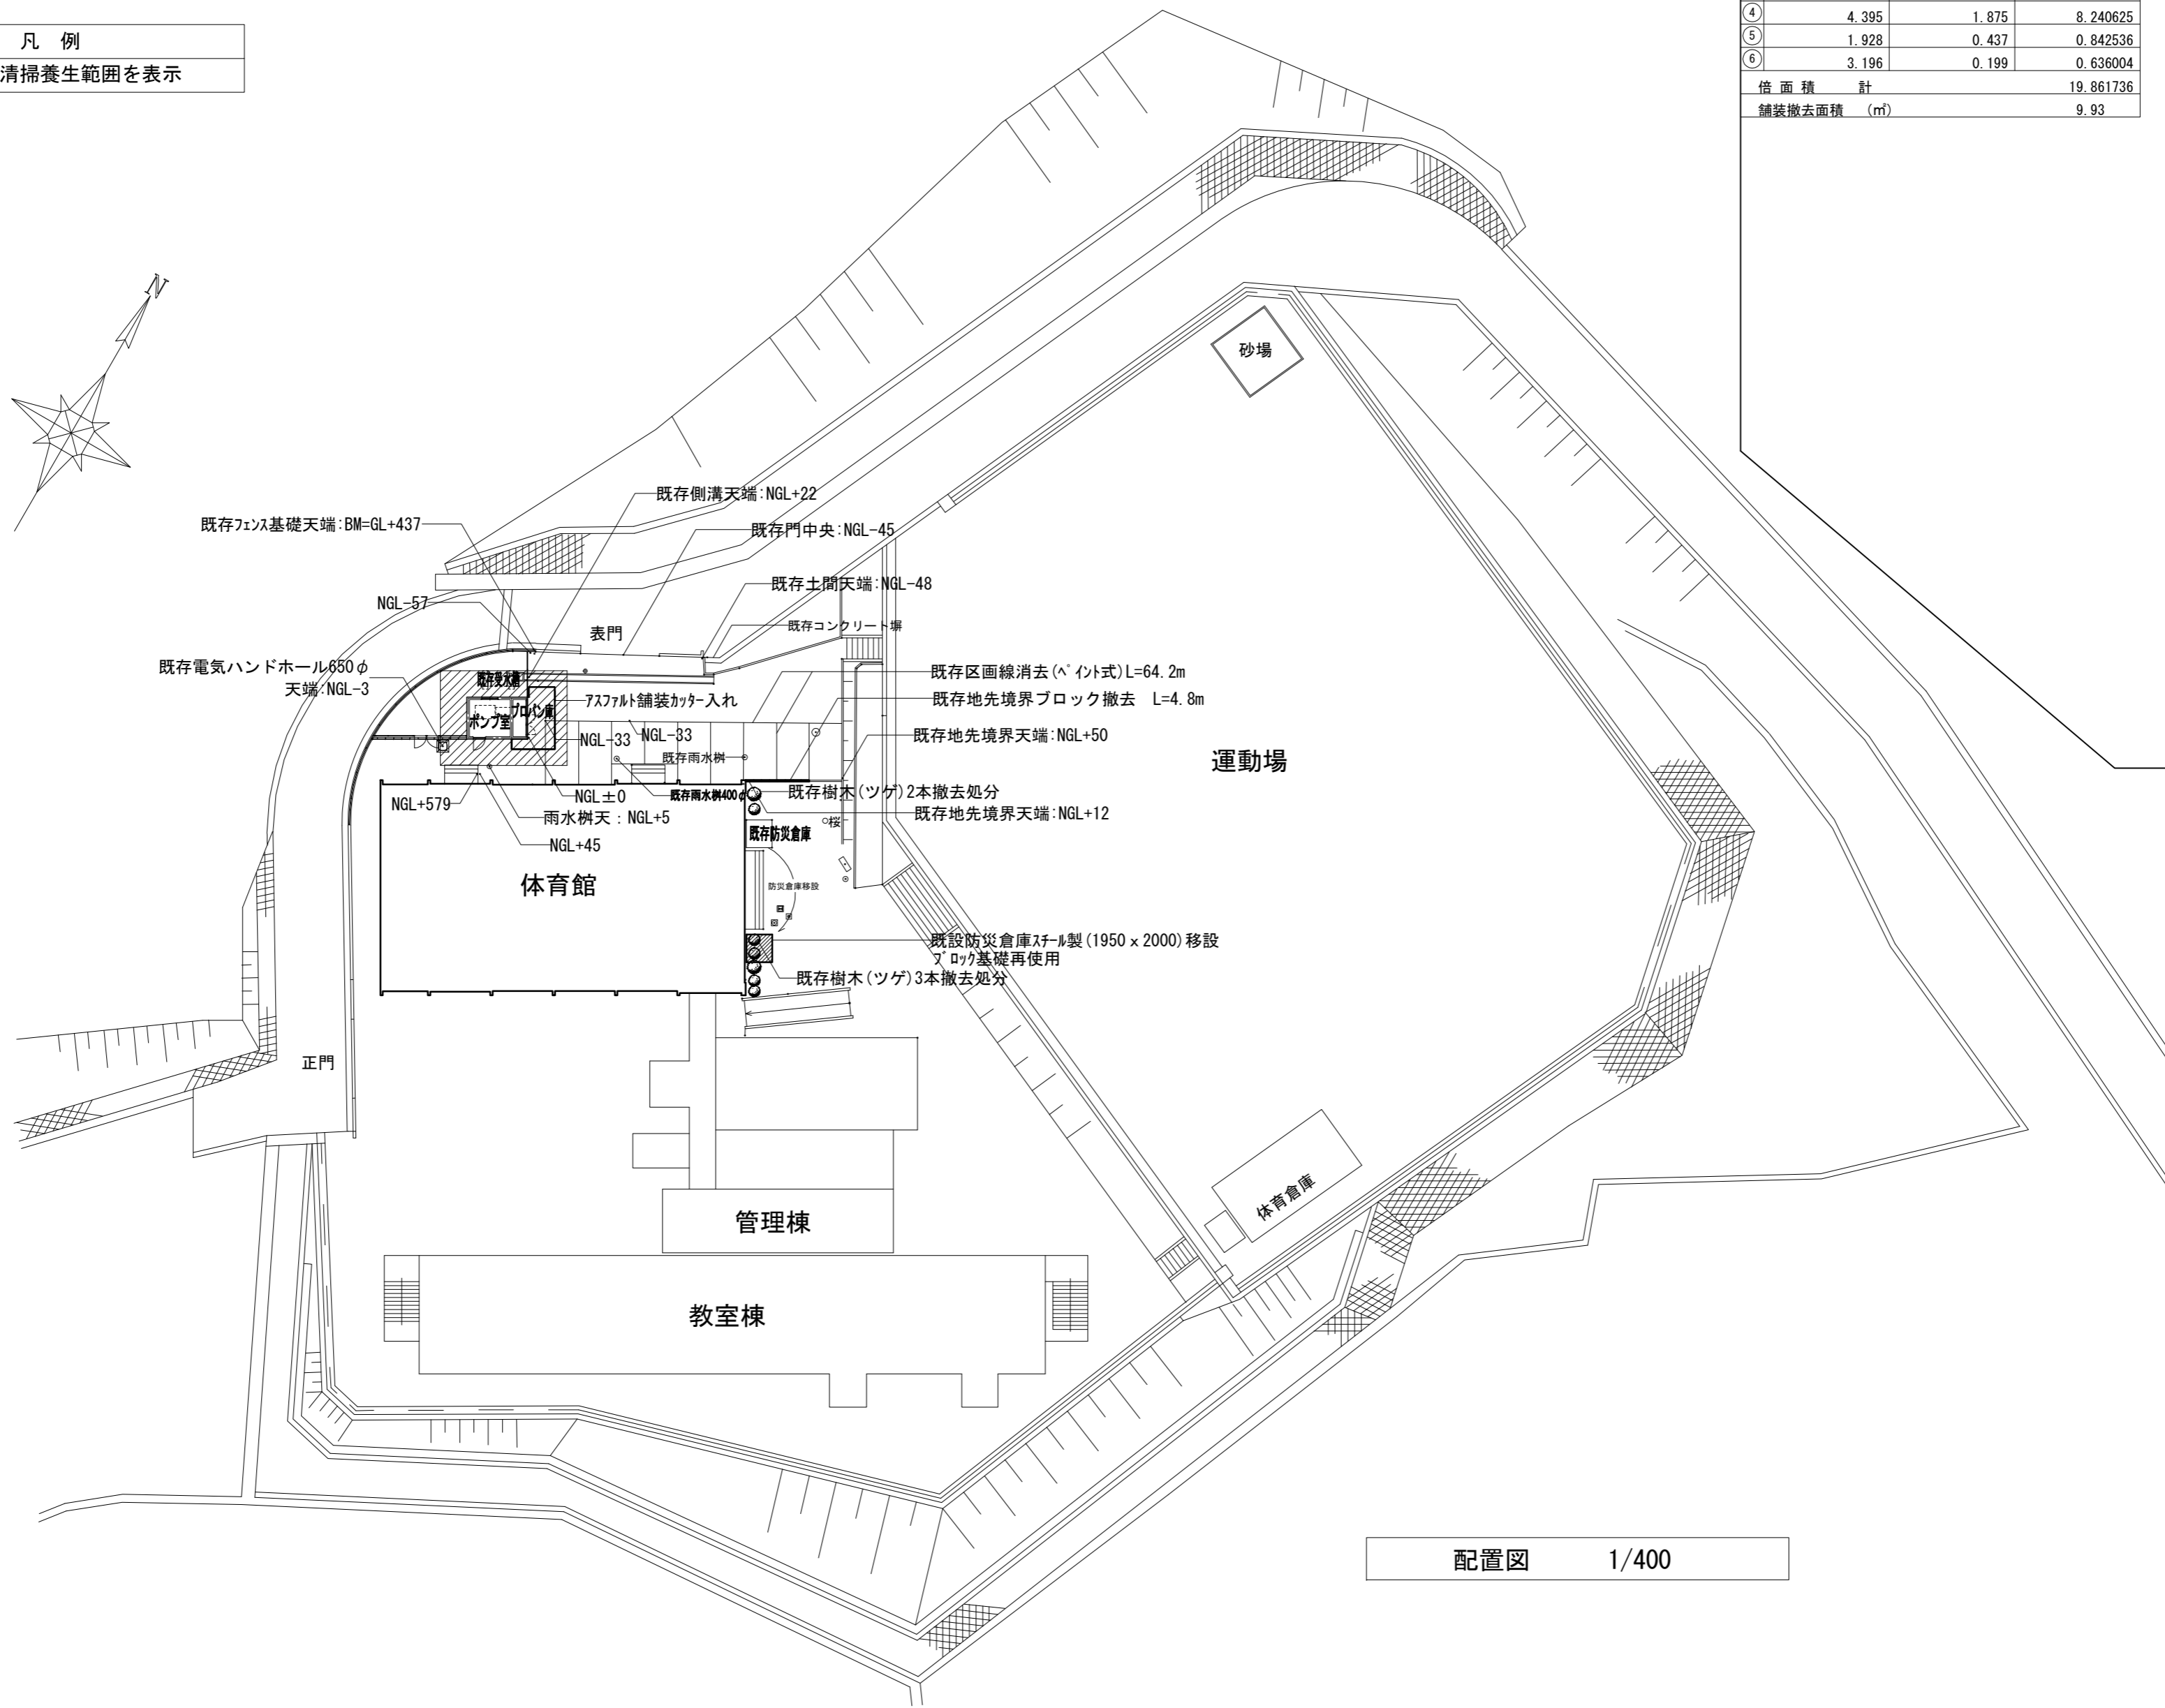 凡 例
清掃養生範囲を表示
④ 4.395 1.875 8.240625
⑤ 1.928 0.437 0.842536
⑥ 3.196 0.199 0.636004
倍 面 積 計 19.861736
舗装撤去面積 (㎡) 9.93
N
砂場
既存側溝天端:NGL+22
既存フェンス基礎天端:BM=GL+437
既存門中央:NGL-45
既存土間天端:NGL-48
NGL-57
既存コンクリート塀
表門
既存電気ハンドホール650φ
天端:NGL-3
既存受水槽
既存区画線消去(ペイント式)L=64.2m
アスファルト舗装カッター入れ
既存地先境界ブロック撤去 L=4.8m
プロパン庫
ポンプ室
NGL-33
NGL-33
既存地先境界天端:NGL+50
既存雨水桝
運動場
NGL+579
NGL±0
既存雨水桝400φ
既存樹木(ツゲ)2本撤去処分
雨水桝天:NGL+5
既存地先境界天端:NGL+12
桜
既存防災倉庫
NGL+45
体育館
防災倉庫移設
既設防災倉庫スチール製(1950x2000)移設
ブロック基礎再使用
既存樹木(ツゲ)3本撤去処分
正門
体育倉庫
管理棟
教室棟
配置図 1/400